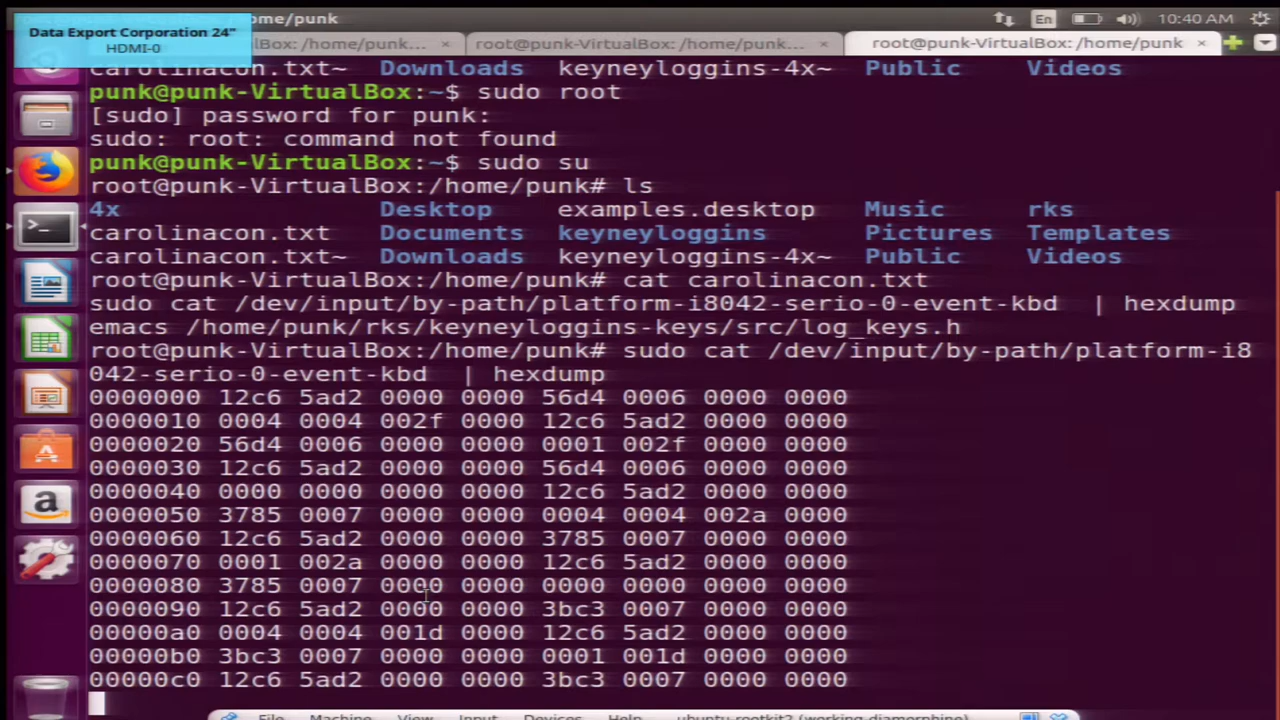 Data Export Corporation 24"
HDMI-0
ome/punk
En
10:40 AM
Box: /home/punk...
root@punk-VirtualBox: /home/punk...
root@punk-VirtualBox: /home/punk
carolinacon.txt~ Downloads keyneyloggins-4x~ Public Videos
punk@punk-VirtualBox:~$ sudo root
[sudo] password for punk:
sudo: root: command not found
punk@punk-VirtualBox:~$ sudo su
root@punk-VirtualBox:/home/punk# ls
4x Desktop examples.desktop Music rks
carolinacon.txt Documents keyneyloggins Pictures Templates
carolinacon.txt~ Downloads keyneyloggins-4x~ Public Videos
root@punk-VirtualBox:/home/punk# cat carolinacon.txt
sudo cat /dev/input/by-path/platform-i8042-serio-0-event-kbd | hexdump
emacs /home/punk/rks/keyneyloggins-keys/src/log_keys.h
root@punk-VirtualBox:/home/punk# sudo cat /dev/input/by-path/platform-i8
042-serio-0-event-kbd | hexdump
0000000 12c6 5ad2 0000 0000 56d4 0006 0000 0000
0000010 0004 0004 002f 0000 12c6 5ad2 0000 0000
0000020 56d4 0006 0000 0000 0001 002f 0000 0000
0000030 12c6 5ad2 0000 0000 56d4 0006 0000 0000
0000040 0000 0000 0000 0000 12c6 5ad2 0000 0000
0000050 3785 0007 0000 0000 0004 0004 002a 0000
0000060 12c6 5ad2 0000 0000 3785 0007 0000 0000
0000070 0001 002a 0000 0000 12c6 5ad2 0000 0000
0000080 3785 0007 0000 0000 0000 0000 0000 0000
0000090 12c6 5ad2 0000 0000 3bc3 0007 0000 0000
00000a0 0004 0004 001d 0000 12c6 5ad2 0000 0000
00000b0 3bc3 0007 0000 0000 0001 001d 0000 0000
00000c0 12c6 5ad2 0000 0000 3bc3 0007 0000 0000
File Machine View Input Devices Help ubuntu-rootkit2 (working-diamorphine)